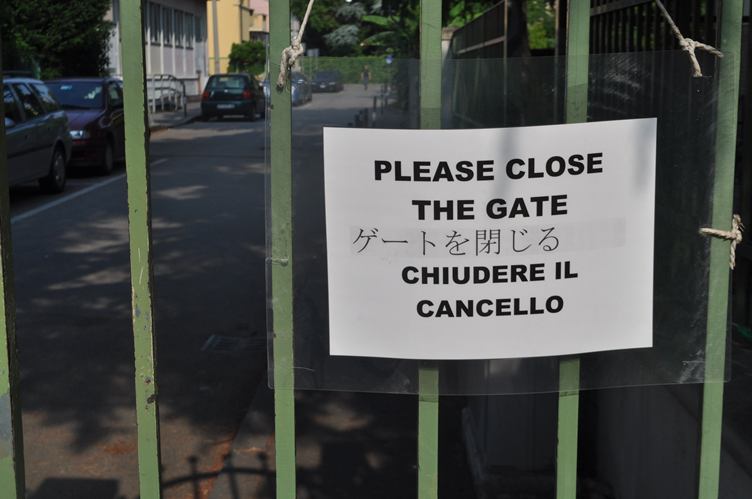 PLEASE CLOSE
THE GATE
ゲートを閉じる
CHIUDERE IL
CANCELLO